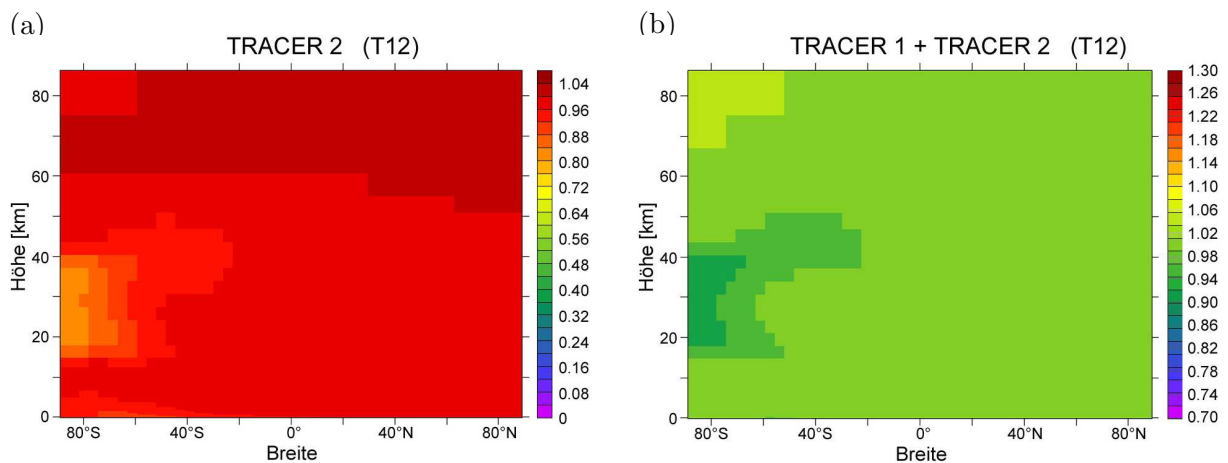 (a)
TRACER 2 (T12)
80
60
40
20
0
80°S
40°S
0°
40°N
80°N
Höhe [km]
Breite
1.04
0.96
0.88
0.80
0.72
0.64
0.56
0.48
0.40
0.32
0.24
0.16
0.08
0
(b)
TRACER 1 + TRACER 2 (T12)
80
60
40
20
0
80°S
40°S
0°
40°N
80°N
Höhe [km]
Breite
1.30
1.26
1.22
1.18
1.14
1.10
1.06
1.02
0.98
0.94
0.90
0.86
0.82
0.78
0.74
0.70